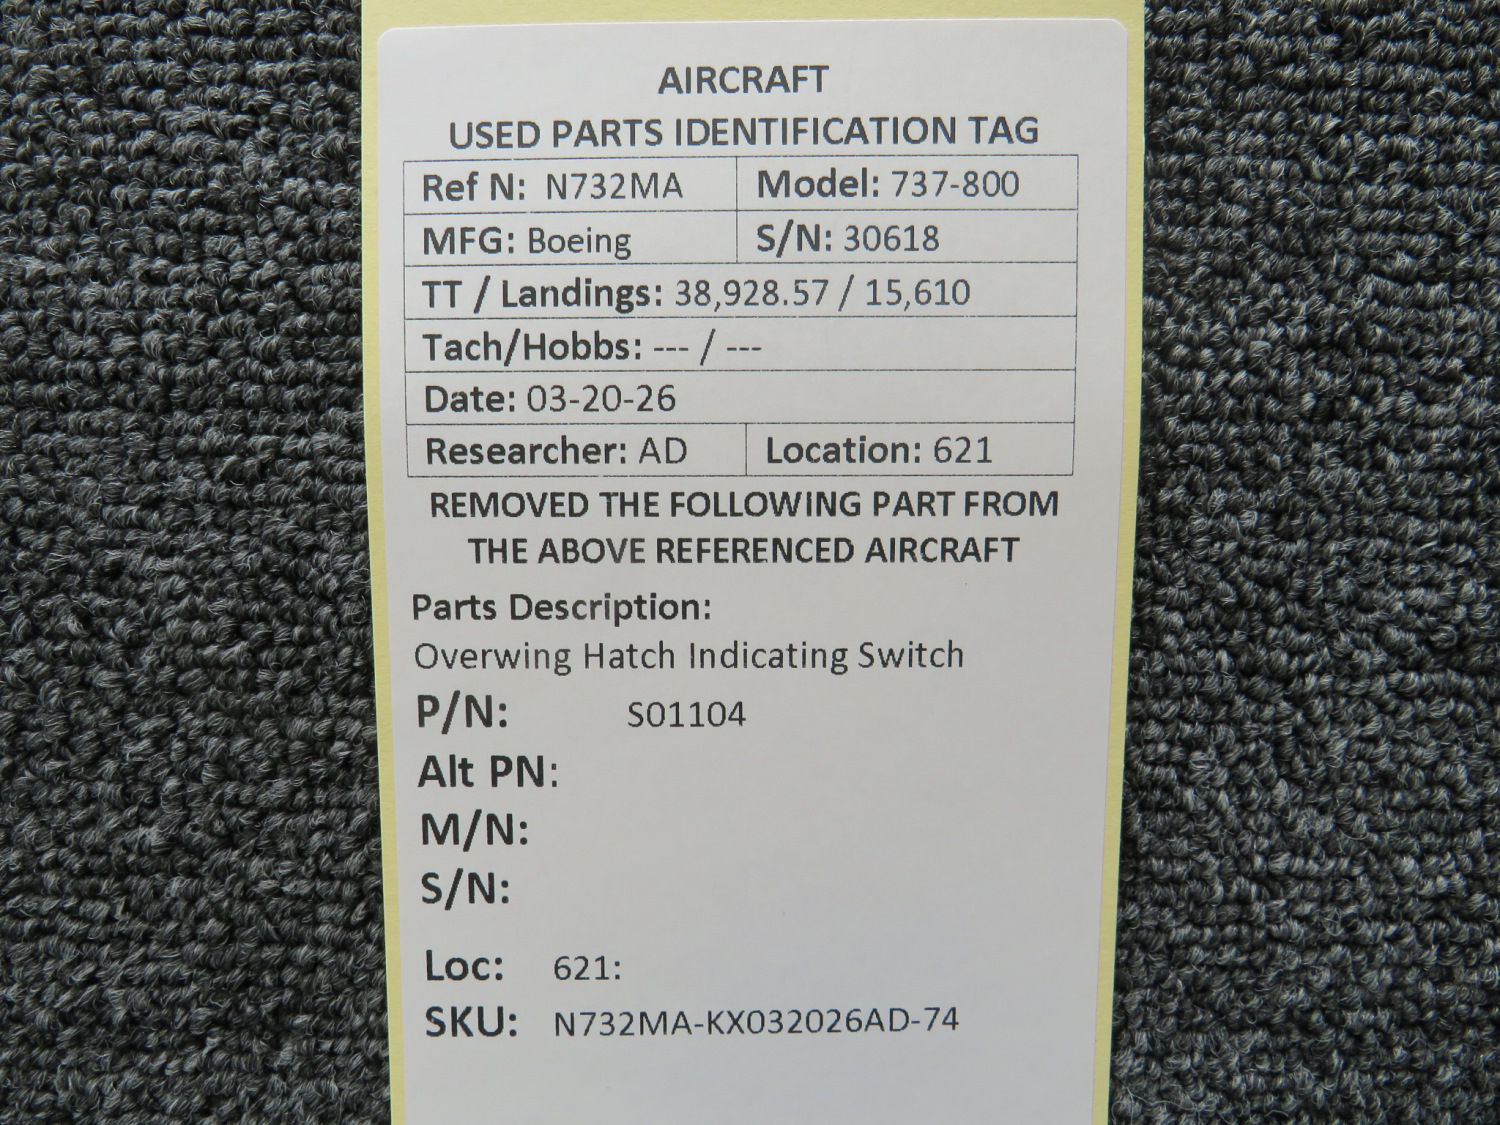 AIRCRAFT
USED PARTS IDENTIFICATION TAG
Ref N: N732MA Model: 737-800
MFG: Boeing S/N: 30618
TT / Landings: 38,928.57 / 15,610
Tach/Hobbs: --- / ---
Date: 03-20-26
Researcher: AD Location: 621
REMOVED THE FOLLOWING PART FROM
THE ABOVE REFERENCED AIRCRAFT
Parts Description:
Overwing Hatch Indicating Switch
P/N: S01104
Alt PN:
M/N:
S/N:
Loc: 621:
SKU: N732MA-KX032026AD-74